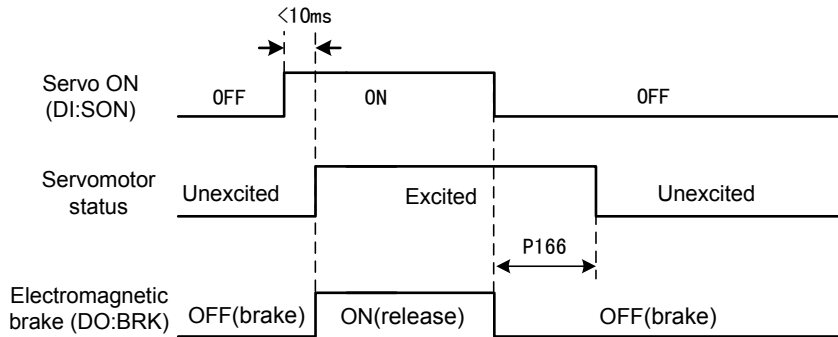 <10ms
Servo ON
(DI:SON)
OFF
ON
OFF
Servomotor
status
Unexcited
Excited
Unexcited
P166
Electromagnetic
brake (DO:BRK)
OFF(brake)
ON(release)
OFF(brake)